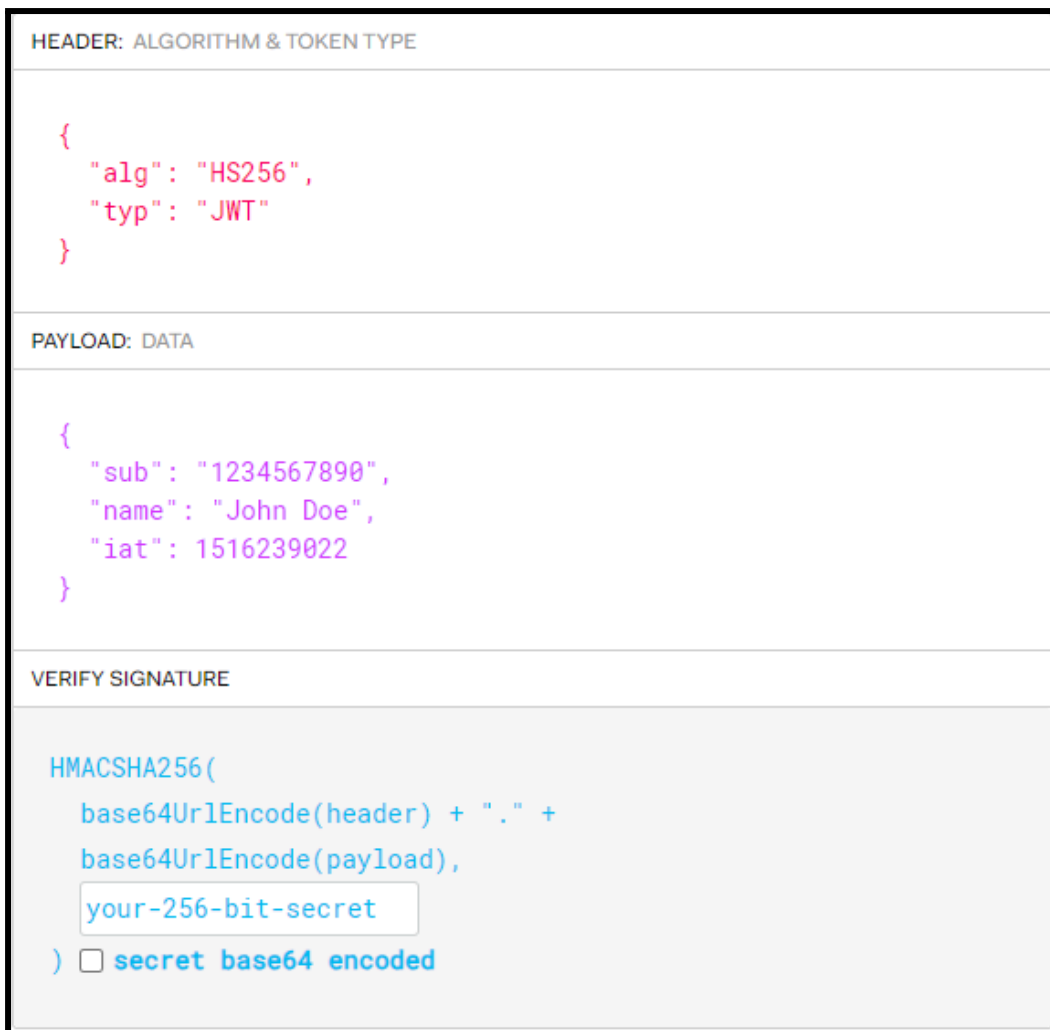 HEADER: ALGORITHM & TOKEN TYPE
{
"alg": "HS256",
"typ": "JWT"
}
PAYLOAD: DATA
{
"sub": "1234567890",
"name": "John Doe",
"iat": 1516239022
}
VERIFY SIGNATURE
HMACSHA256(
base64UrlEncode(header) + "." +
base64UrlEncode(payload),
your-256-bit-secret
) secret base64 encoded